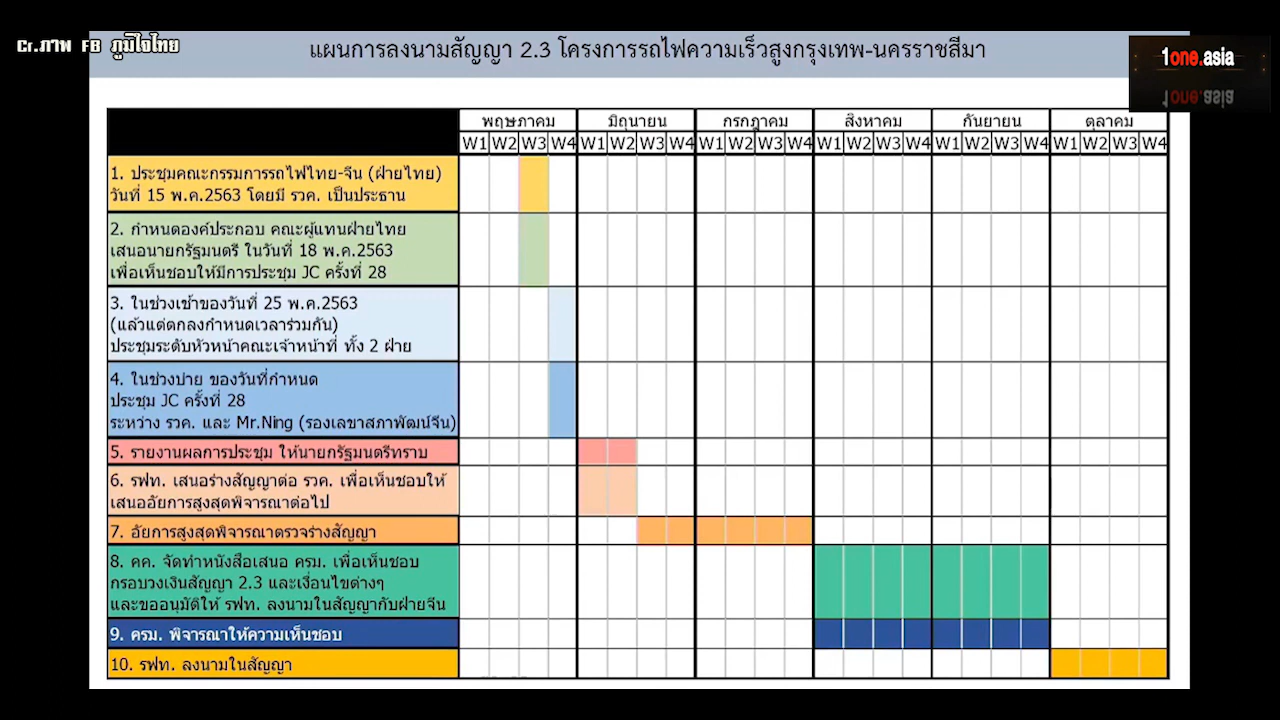 Cr.ภาพ FB ภูมิใจไทย
แผนการลงนามสัญญา 2.3 โครงการรถไฟความเร็วสูงกรุงเทพ-นครราชสีมา
1one.asia
พฤษภาคม มิถุนายน กรกฎาคม สิงหาคม กันยายน ตุลาคม
W1 W2 W3 W4 W1 W2 W3 W4 W1 W2 W3 W4 W1 W2 W3 W4 W1 W2 W3 W4 W1 W2 W3 W4
1. ประชุมคณะกรรมการรถไฟไทย-จีน (ฝ่ายไทย)
วันที่ 15 พ.ค.2563 โดยมี รวค. เป็นประธาน
2. กำหนดองค์ประกอบ คณะผู้แทนฝ่ายไทย
เสนอนายกรัฐมนตรี ในวันที่ 18 พ.ค.2563
เพื่อเห็นชอบให้มีการประชุม JC ครั้งที่ 28
3. ในช่วงเช้าของวันที่ 25 พ.ค.2563
(แล้วแต่ตกลงกำหนดเวลาร่วมกัน)
ประชุมระดับหัวหน้าคณะเจ้าหน้าที่ ทั้ง 2 ฝ่าย
4. ในช่วงบ่าย ของวันที่กำหนด
ประชุม JC ครั้งที่ 28
ระหว่าง รวค. และ Mr.Ning (รองเลขาสภาพัฒน์จีน)
5. รายงานผลการประชุม ให้นายกรัฐมนตรีทราบ
6. รฟท. เสนอร่างสัญญาต่อ รวค. เพื่อเห็นชอบให้
เสนออัยการสูงสุดพิจารณาต่อไป
7. อัยการสูงสุดพิจารณาตรวจร่างสัญญา
8. คค. จัดทำหนังสือเสนอ ครม. เพื่อเห็นชอบ
กรอบวงเงินสัญญา 2.3 และเงื่อนไขต่างๆ
และขออนุมัติให้ รฟท. ลงนามในสัญญากับฝ่ายจีน
9. ครม. พิจารณาให้ความเห็นชอบ
10. รฟท. ลงนามในสัญญา